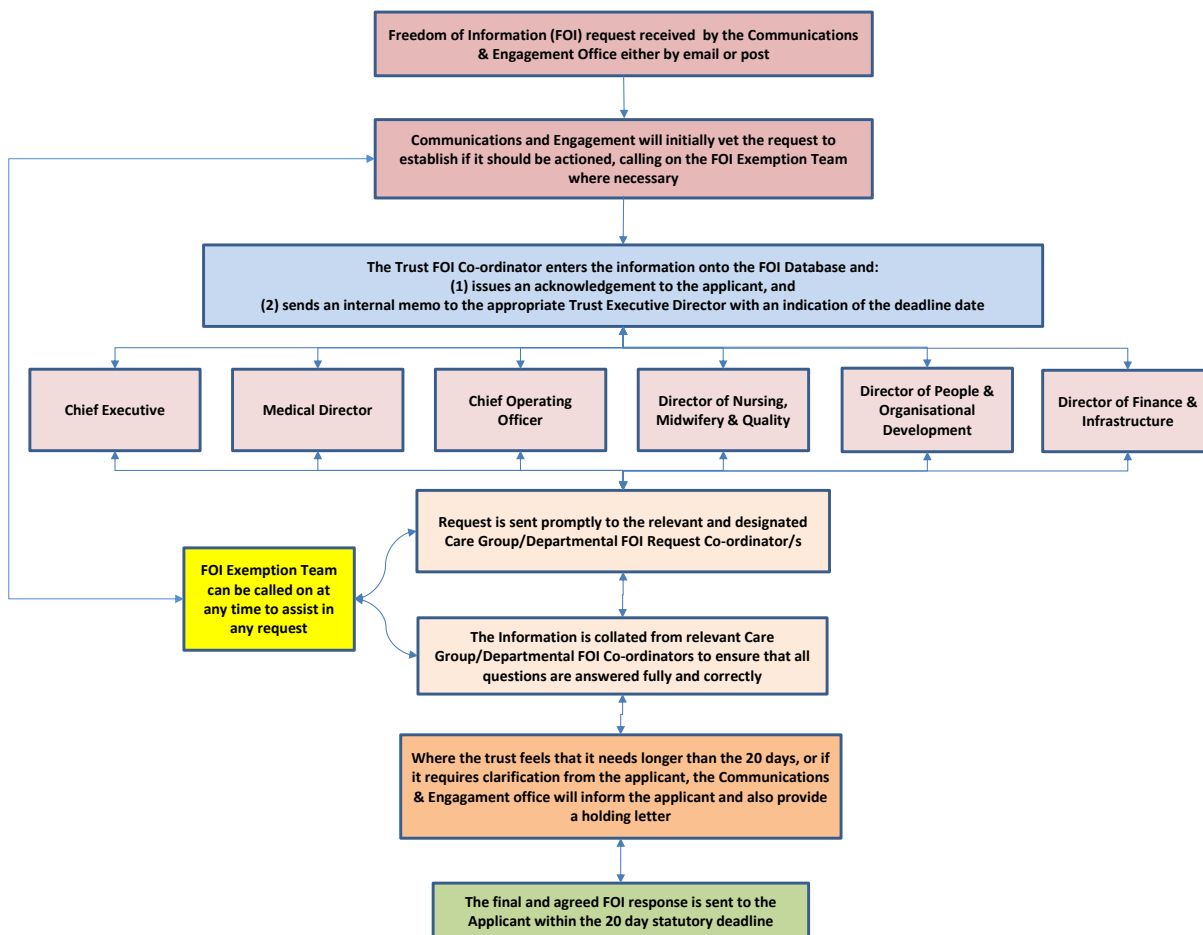 Freedom of Information (FOI) request received by the Communications
& Engagement Office either by email or post
Communications and Engagement will initially vet the request to
establish if it should be actioned, calling on the FOI Exemption Team
where necessary
The Trust FOI Co-ordinator enters the information onto the FOI Database and:
(1) issues an acknowledgement to the applicant, and
(2) sends an internal memo to the appropriate Trust Executive Director with an indication of the deadline date
Chief Executive
Medical Director
Chief Operating
Officer
Director of Nursing,
Midwifery & Quality
Director of People &
Organisational
Development
Director of Finance &
Infrastructure
Request is sent promptly to the relevant and designated
Care Group/Departmental FOI Request Co-ordinator/s
FOI Exemption Team
can be called on at
any time to assist in
any request
The Information is collated from relevant Care
Group/Departmental FOI Co-ordinators to ensure that all
questions are answered fully and correctly
Where the trust feels that it needs longer than the 20 days, or if
it requires clarification from the applicant, the Communications
& Engagament office will inform the applicant and also provide
a holding letter
The final and agreed FOI response is sent to the
Applicant within the 20 day statutory deadline